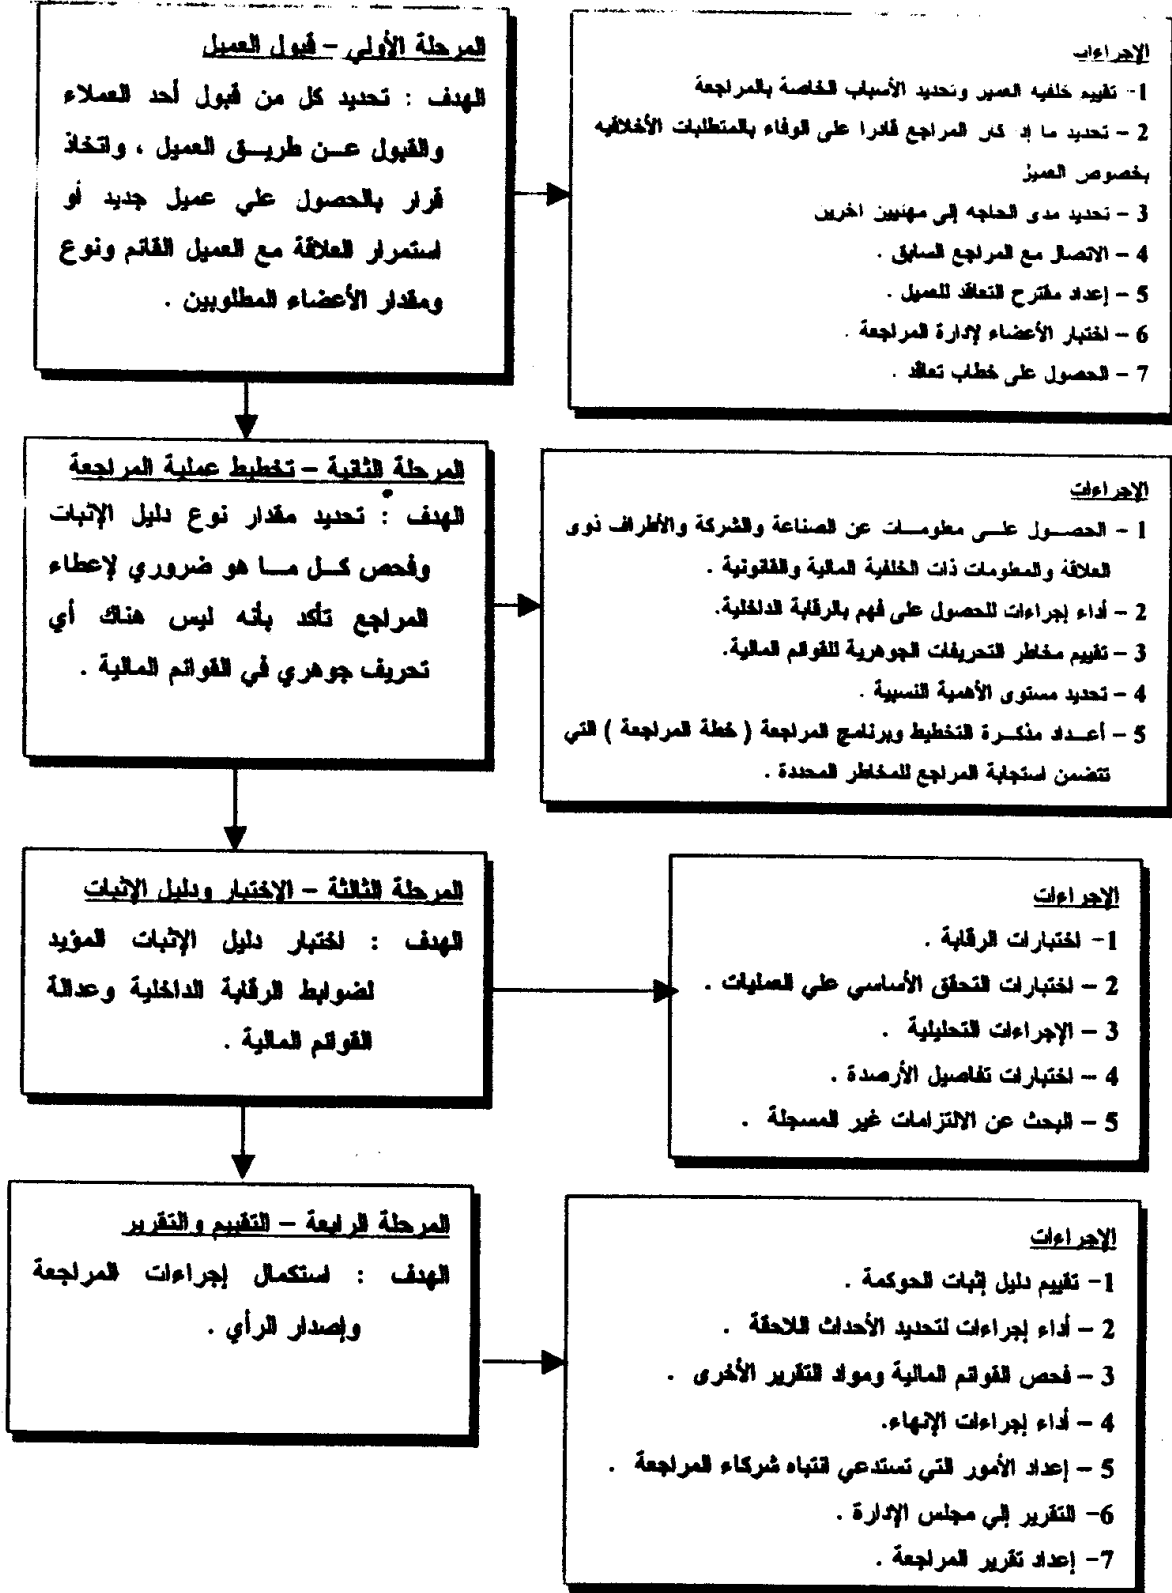 المرحلة الأولي – قبول العميل
الهدف : تحديد كل من قبول أحد العملاء
والقبول عن طريق العميل ، واتخاذ
قرار بالحصول علي عميل جديد أو
استمرار العلاقة مع العميل القائم ونوع
ومقدار الأعضاء المطلوبين .
الإجراءات
1- تقييم خلفيه العمير وتحديد الأسباب الخاصة بالمراجعة
2 – تحديد ما إذ كان المراجع قادرا على الوفاء بالمتطلبات الأخلاقيه
بخصوص العميل
3 – تحديد مدى الحاجه إلى مهنيين اخرين
4 – الاتصال مع المراجع السابق .
5 – إعداد مقترح التعاقد للعميل .
6 – اختبار الأعضاء لإدارة المراجعة .
7 – الحصول على خطاب تعاقد .
المرحلة الثانية – تخطيط عملية المراجعة
الهدف : تحديد مقدار نوع دليل الإثبات
وفحص كل ما هو ضروري لإعطاء
المراجع تأكد بأنه ليس هناك أي
تحريف جوهري في القوائم المالية .
الإجراءات
1 – الحصول على معلومات عن الصناعة والشركة والأطراف نوى
العلاقة والمعلومات ذات الخلفية المالية والقانونية .
2 – أداء إجراءات للحصول على فهم بالرقابة الداخلية.
3 – تقييم مخاطر التحريفات الجوهرية للقوائم المالية.
4 – تحديد مستوى الأهمية النسبية .
5 – أعداد مذكرة التخطيط وبرنامج المراجعة ( خطة المراجعة ) التي
تتضمن استجابة المراجع للمخاطر المحددة .
المرحلة الثالثة – الاختبار ودليل الإثبات
الهدف : اختبار دليل الإثبات المؤيد
لضوابط الرقابة الداخلية وعدالة
القوائم المالية .
الإجراءات
1- اختبارات الرقابة .
2 – اختبارات التحقق الأساسي علي العمليات .
3 – الإجراءات التحليلية .
4 – اختبارات تفاصيل الأرصدة .
5 – البحث عن الالتزامات غير المسجلة .
المرحلة الرابعة – التقييم والتقرير
الهدف : استكمال إجراءات المراجعة
وإصدار الرأي .
الإجراءات
1- تقييم دليل إثبات الحوكمة .
2 – أداء إجراءات لتحديد الأحداث اللاحقة .
3 – فحص القوائم المالية ومواد التقرير الأخرى .
4 – أداء إجراءات الإنهاء.
5 – إعداد الأمور التي تستدعي انتباه شركاء المراجعة .
6- التقرير إلي مجلس الإدارة .
7- إعداد تقرير المراجعة .